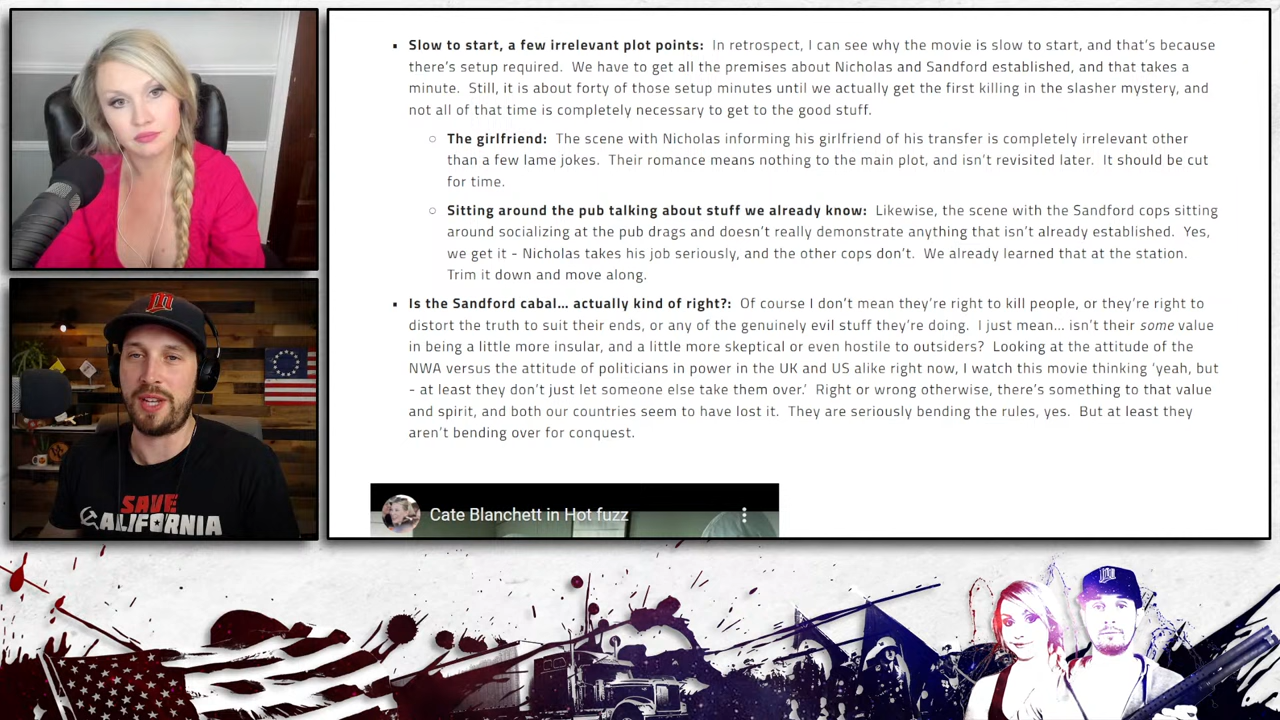 Slow to start, a few irrelevant plot points: In retrospect, I can see why the movie is slow to start, and that's because
there's setup required. We have to get all the premises about Nicholas and Sandford established, and that takes a
minute. Still, it is about forty of those setup minutes until we actually get the first killing in the slasher mystery, and
not all of that time is completely necessary to get to the good stuff.
The girlfriend: The scene with Nicholas informing his girlfriend of his transfer is completely irrelevant other
than a few lame jokes. Their romance means nothing to the main plot, and isn't revisited later. It should be cut
for time.
Sitting around the pub talking about stuff we already know: Likewise, the scene with the Sandford cops sitting
around socializing at the pub drags and doesn't really demonstrate anything that isn't already established. Yes,
we get it - Nicholas takes his job seriously, and the other cops don't. We already learned that at the station.
Trim it down and move along.
Is the Sandford cabal... actually kind of right?: Of course I don't mean they're right to kill people, or they're right to
distort the truth to suit their ends, or any of the genuinely evil stuff they're doing. I just mean... isn't their some value
in being a little more insular, and a little more skeptical or even hostile to outsiders? Looking at the attitude of the
NWA versus the attitude of politicians in power in the UK and US alike right now, I watch this movie thinking 'yeah, but
- at least they don't just let someone else take them over.' Right or wrong otherwise, there's something to that value
and spirit, and both our countries seem to have lost it. They are seriously bending the rules, yes. But at least they
aren't bending over for conquest.
Cate Blanchett in Hot fuzz
SAVE
CALIFORNIA